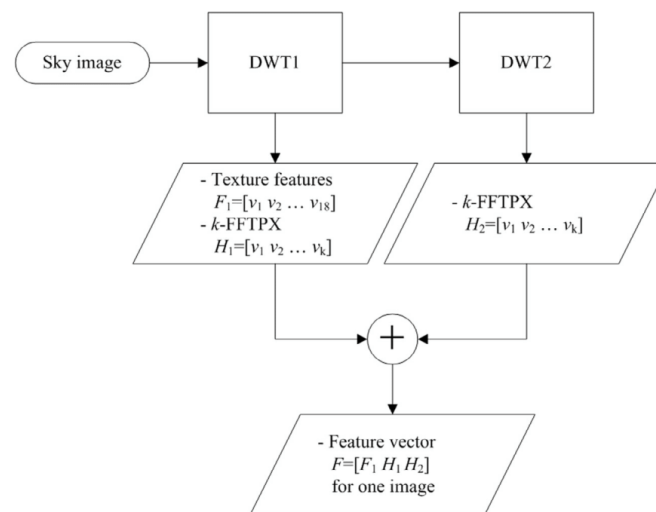 Sky image
DWT1
DWT2
- Texture features
F₁=[v₁ v₂ … v₁₈]
- k-FFTPX
H₁=[v₁ v₂ … vₖ]
- k-FFTPX
H₂=[v₁ v₂ … vₖ]
+
- Feature vector
F=[F₁ H₁ H₂]
for one image